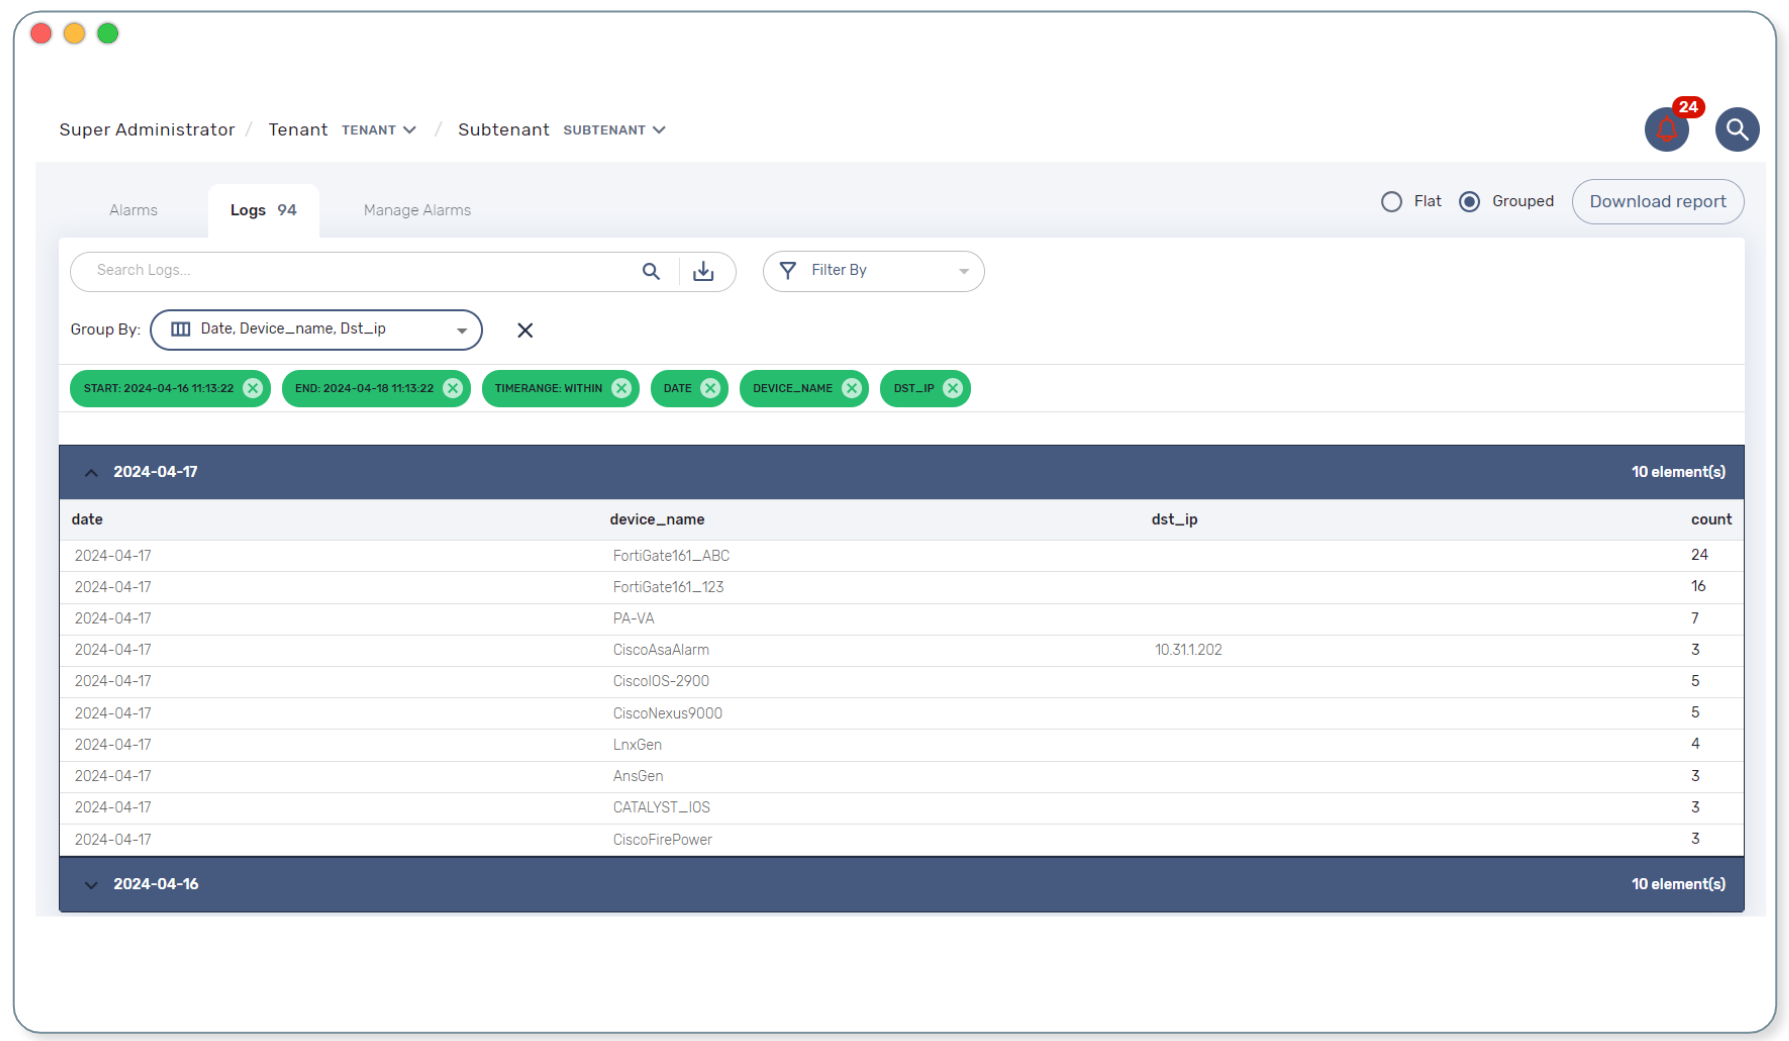 24
Super Administrator / Tenant TENANT / Subtenant SUBTENANT
Alarms Logs 94 Manage Alarms Flat Grouped Download report
Search Logs... Filter By
Group By: Date, Device_name, Dst_ip
START: 2024-04-16 11:13:22 END: 2024-04-18 11:13:22 TIMERANGE: WITHIN DATE DEVICE_NAME DST_IP
2024-04-17 10 element(s)
date device_name dst_ip count
2024-04-17 FortiGate161_ABC 24
2024-04-17 FortiGate161_123 16
2024-04-17 PA-VA 7
2024-04-17 CiscoAsaAlarm 10.31.1.202 3
2024-04-17 CiscoIOS-2900 5
2024-04-17 CiscoNexus9000 5
2024-04-17 LnxGen 4
2024-04-17 AnsGen 3
2024-04-17 CATALYST_IOS 3
2024-04-17 CiscoFirePower 3
2024-04-16 10 element(s)